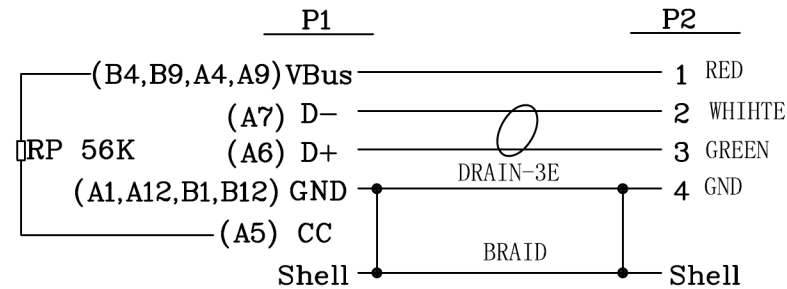 P1 P2
(B4,B9,A4,A9) VBus 1 RED
(A7) D- 2 WHIHTE
RP 56K (A6) D+ 3 GREEN
DRAIN-3E
(A1,A12,B1,B12) GND 4 GND
(A5) CC
BRAID
Shell Shell